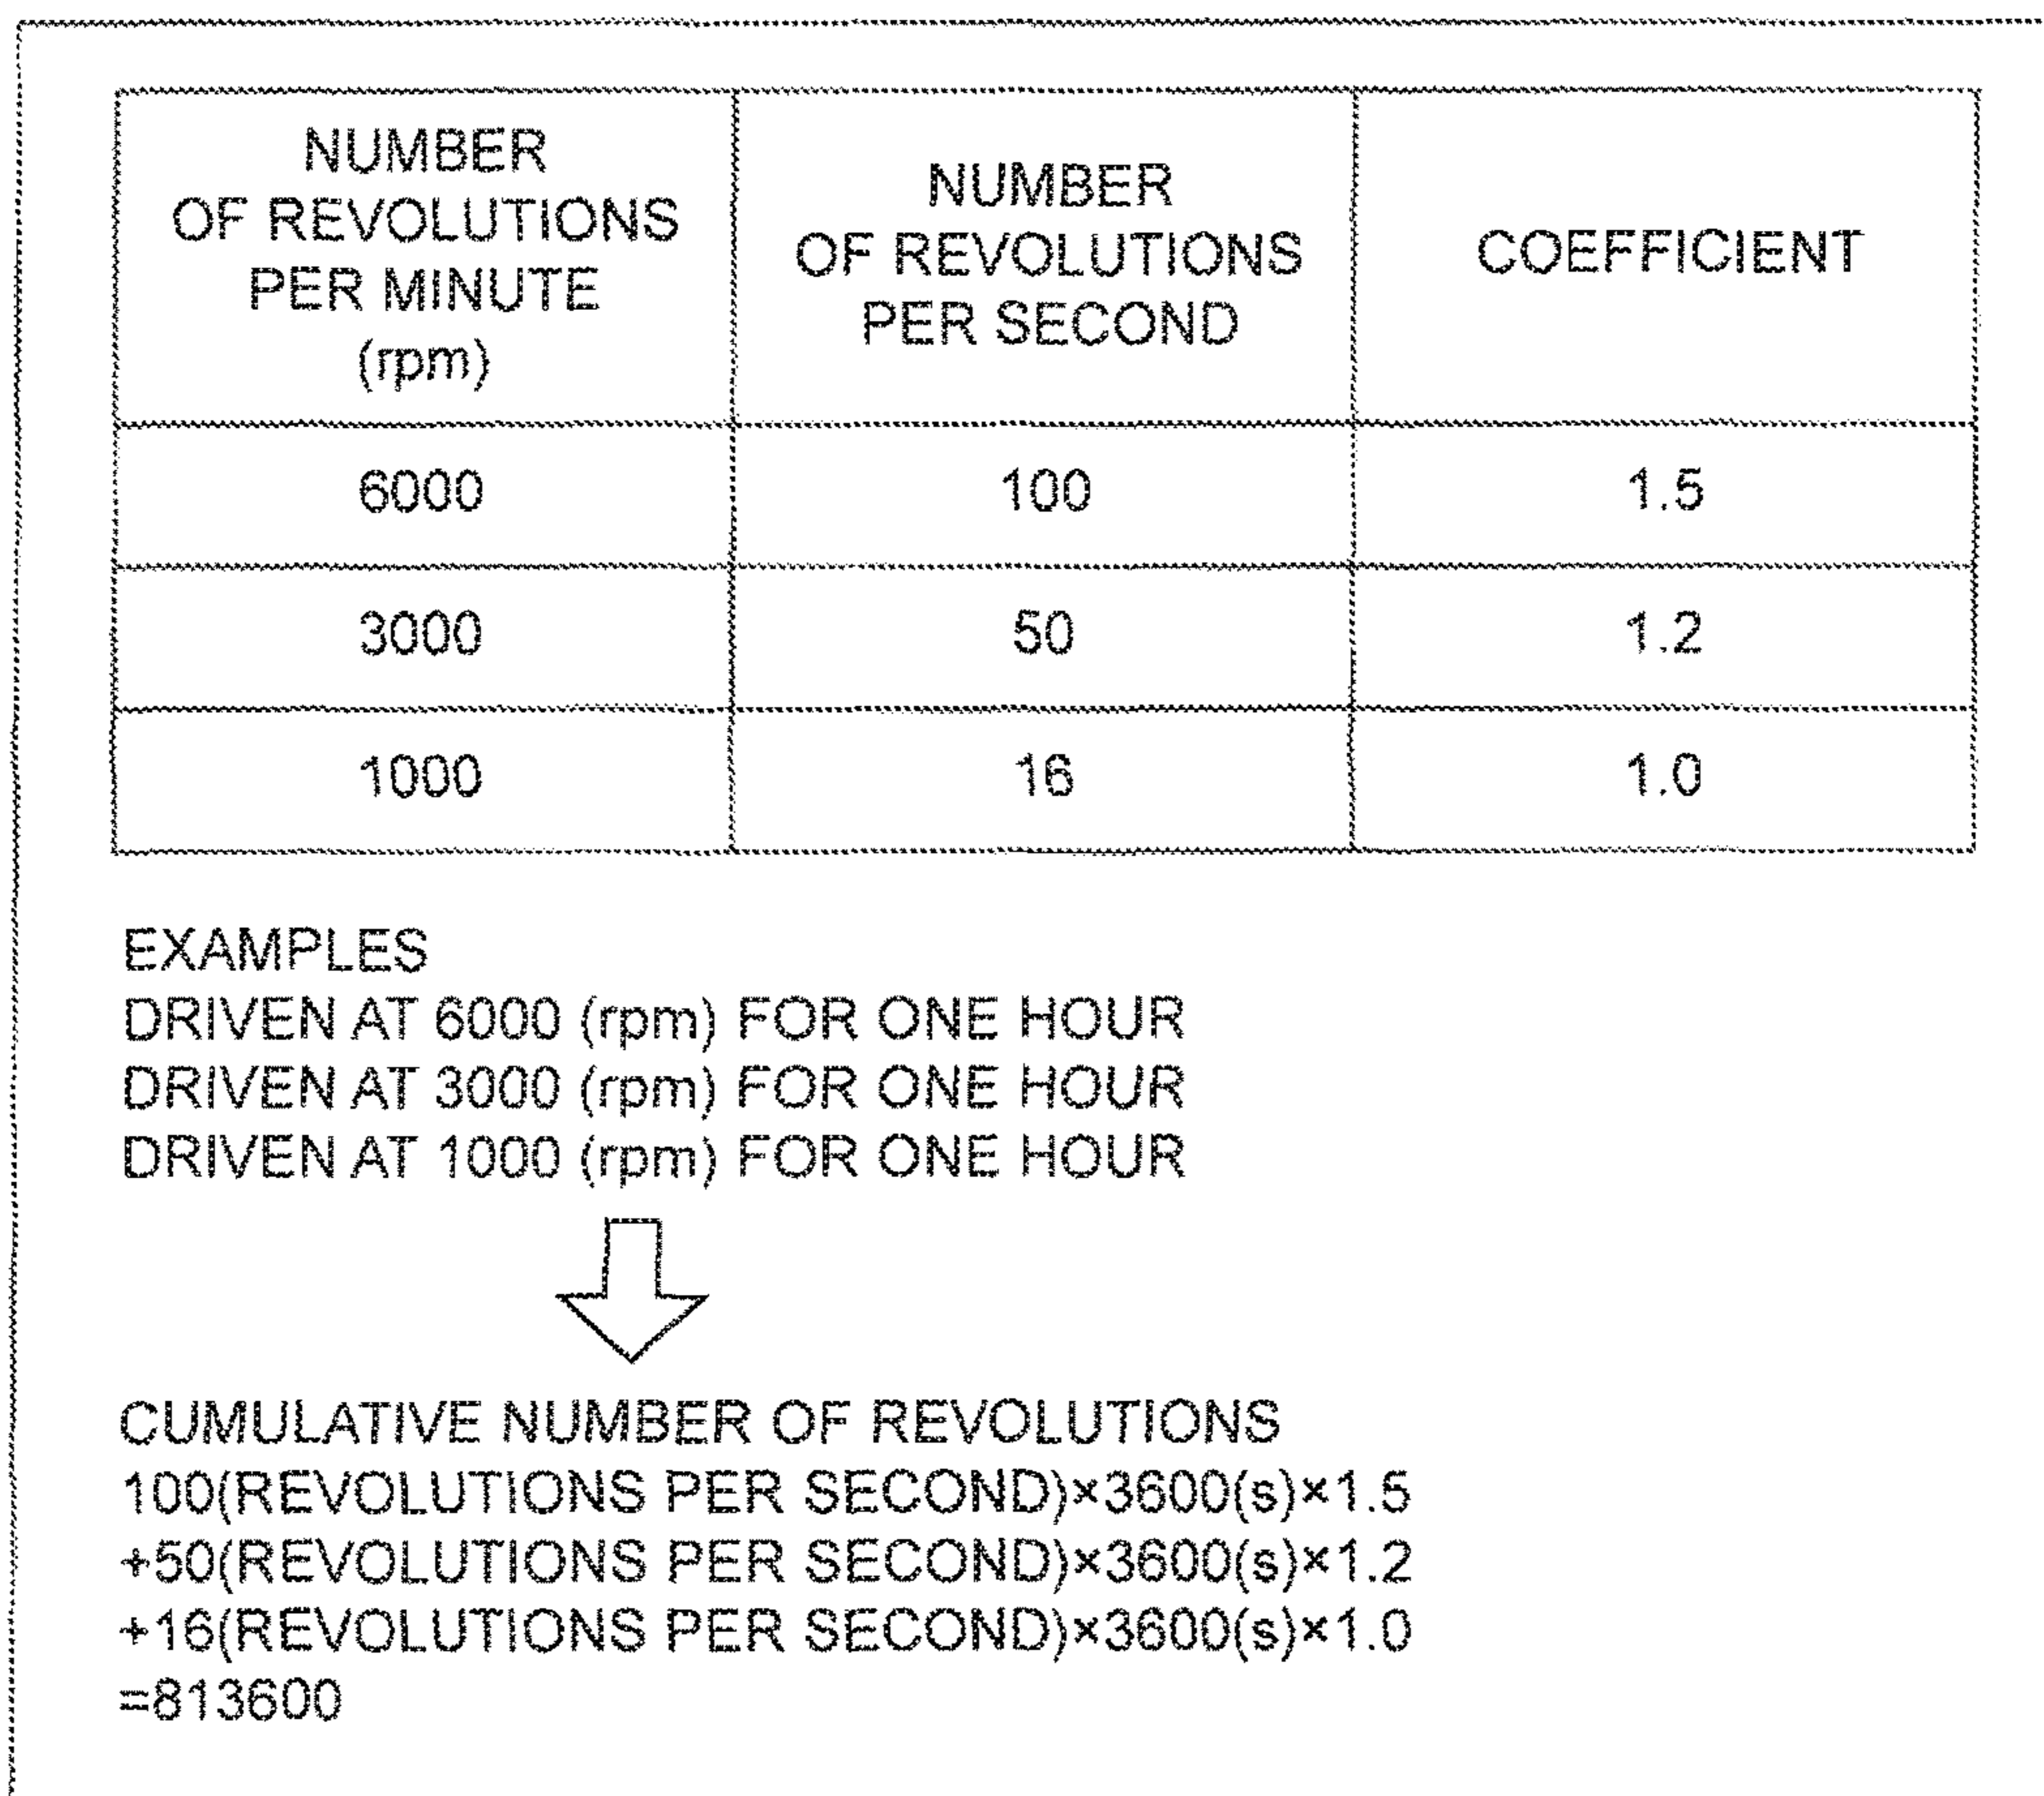 NUMBER
OF REVOLUTIONS
PER MINUTE
(rpm)
NUMBER
OF REVOLUTIONS
PER SECOND
COEFFICIENT
6000
100
1.5
3000
50
1.2
1000
16
1.0
EXAMPLES
DRIVEN AT 6000 (rpm) FOR ONE HOUR
DRIVEN AT 3000 (rpm) FOR ONE HOUR
DRIVEN AT 1000 (rpm) FOR ONE HOUR
CUMULATIVE NUMBER OF REVOLUTIONS
100(REVOLUTIONS PER SECOND)×3600(s)×1.5
+50(REVOLUTIONS PER SECOND)×3600(s)×1.2
+16(REVOLUTIONS PER SECOND)×3600(s)×1.0
=813600